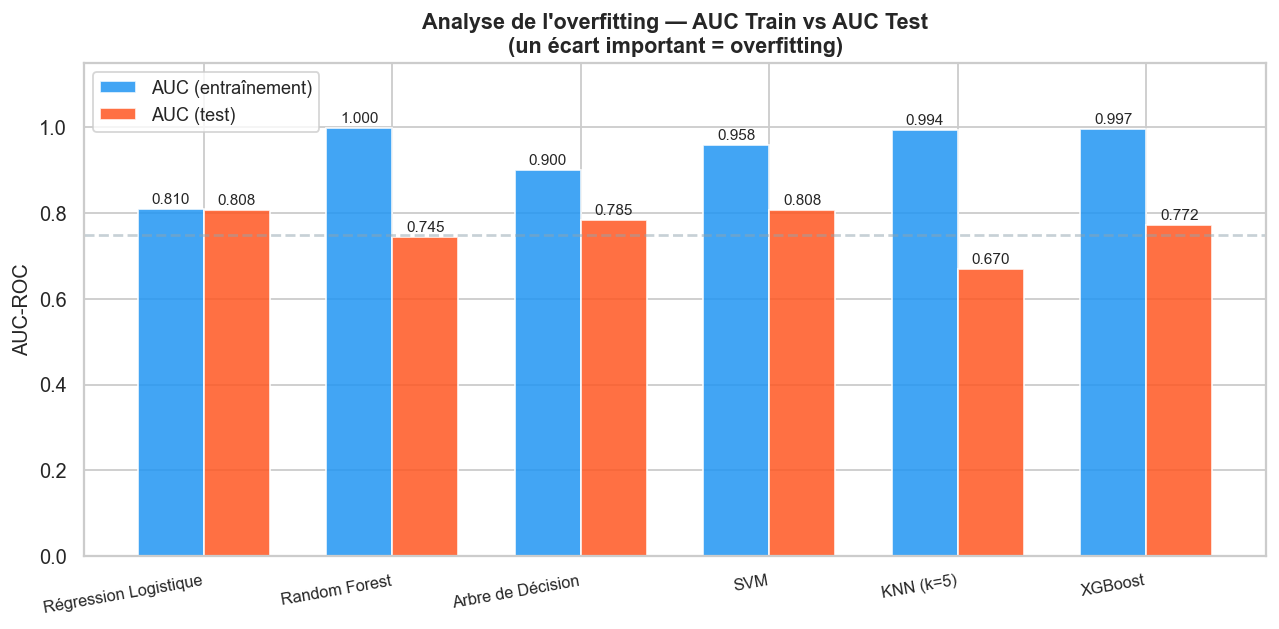 Analyse de l'overfitting — AUC Train vs AUC Test
(un écart important = overfitting)
AUC (entraînement)
AUC (test)
AUC-ROC
1.0
0.8
0.6
0.4
0.2
0.0
0.810
0.808
1.000
0.745
0.900
0.785
0.958
0.808
0.994
0.670
0.997
0.772
Régression Logistique
Random Forest
Arbre de Décision
SVM
KNN (k=5)
XGBoost